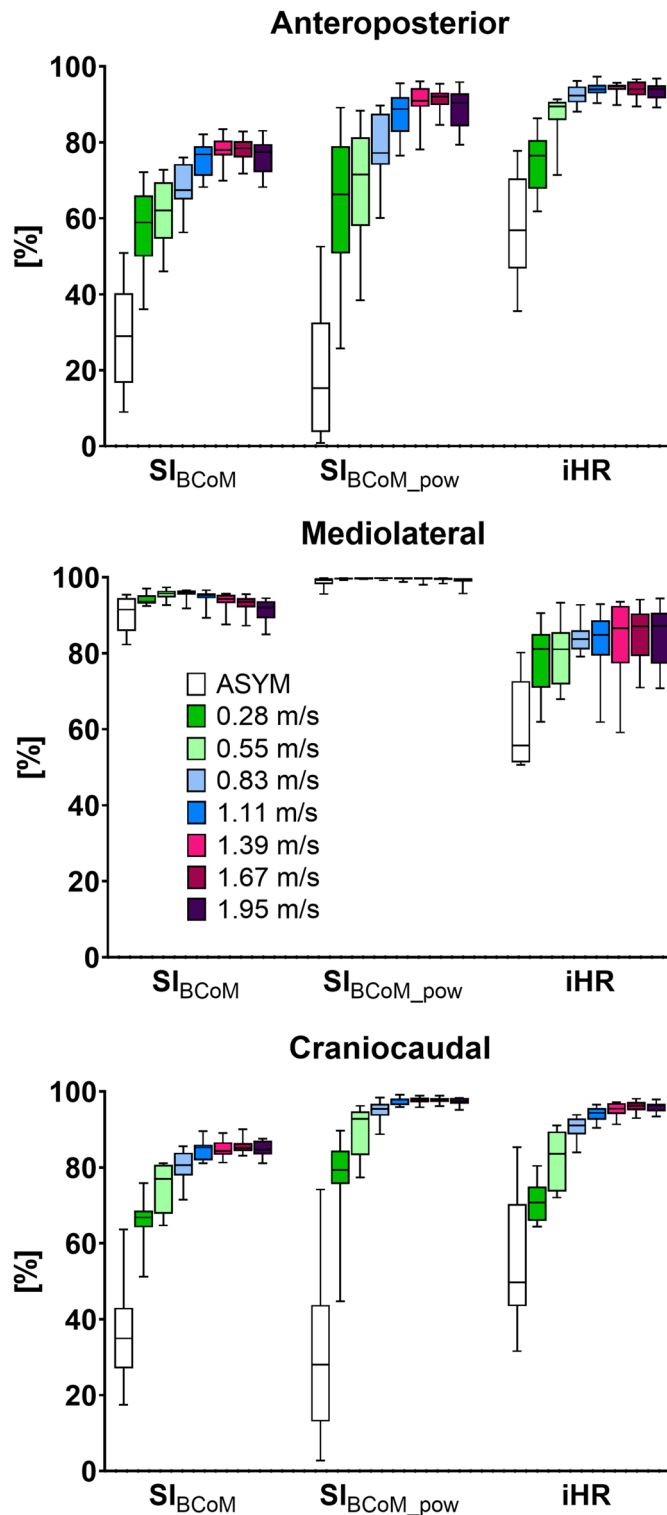 Anteroposterior
100
80
60
40
20
0
[%]
SIBCoM SIBCoM_pow iHR
Mediolateral
100
80
60
40
20
0
[%]
ASYM
0.28 m/s
0.55 m/s
0.83 m/s
1.11 m/s
1.39 m/s
1.67 m/s
1.95 m/s
SIBCoM SIBCoM_pow iHR
Craniocaudal
100
80
60
40
20
0
[%]
SIBCoM SIBCoM_pow iHR